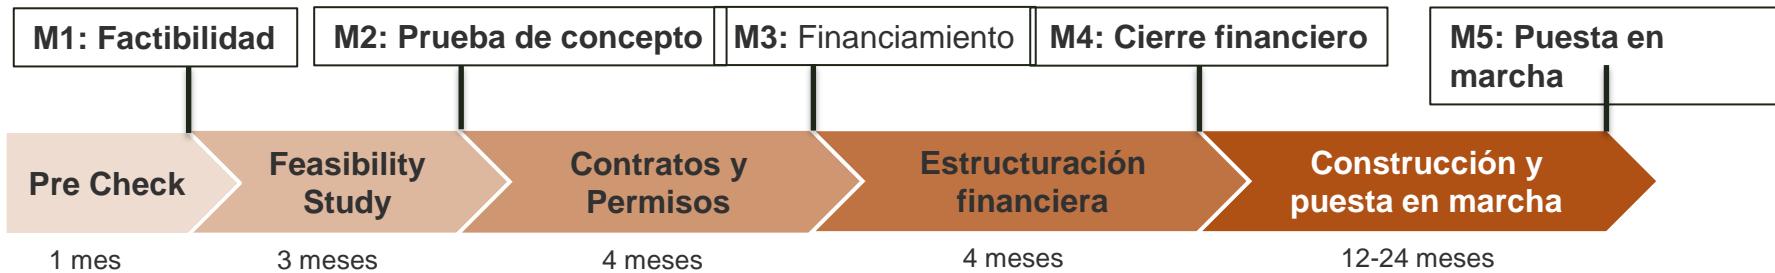 M1: Factibilidad
M2: Prueba de concepto
M3: Financiamiento
M4: Cierre financiero
M5: Puesta en
marcha
Pre Check
Feasibility
Study
Contratos y
Permisos
Estructuración
financiera
Construcción y
puesta en marcha
1 mes
3 meses
4 meses
4 meses
12-24 meses